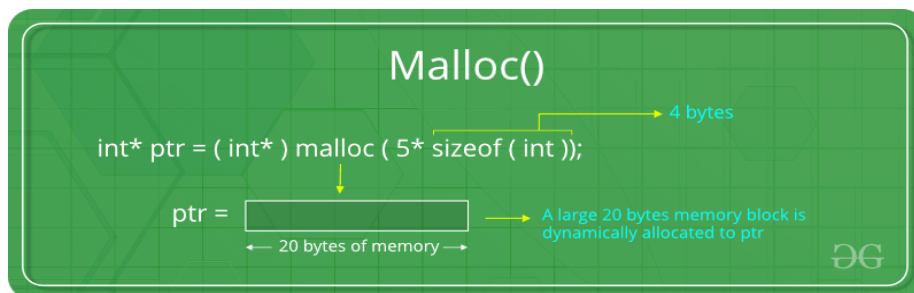 Malloc()
4 bytes
int* ptr = ( int* ) malloc ( 5* sizeof ( int ));
ptr =
A large 20 bytes memory block is
dynamically allocated to ptr
20 bytes of memory
GG